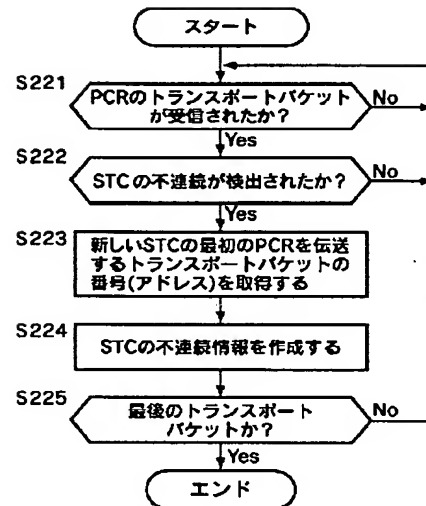 スタート
S221
PCRのトランスポートパケット
が受信されたか？
No
Yes
S222
STCの不連続が検出されたか？
No
Yes
S223
新しいSTCの最初のPCRを伝送
するトランスポートパケットの
番号(アドレス)を取得する
S224
STCの不連続情報を作成する
S225
最後のトランスポート
パケットか？
No
Yes
エンド